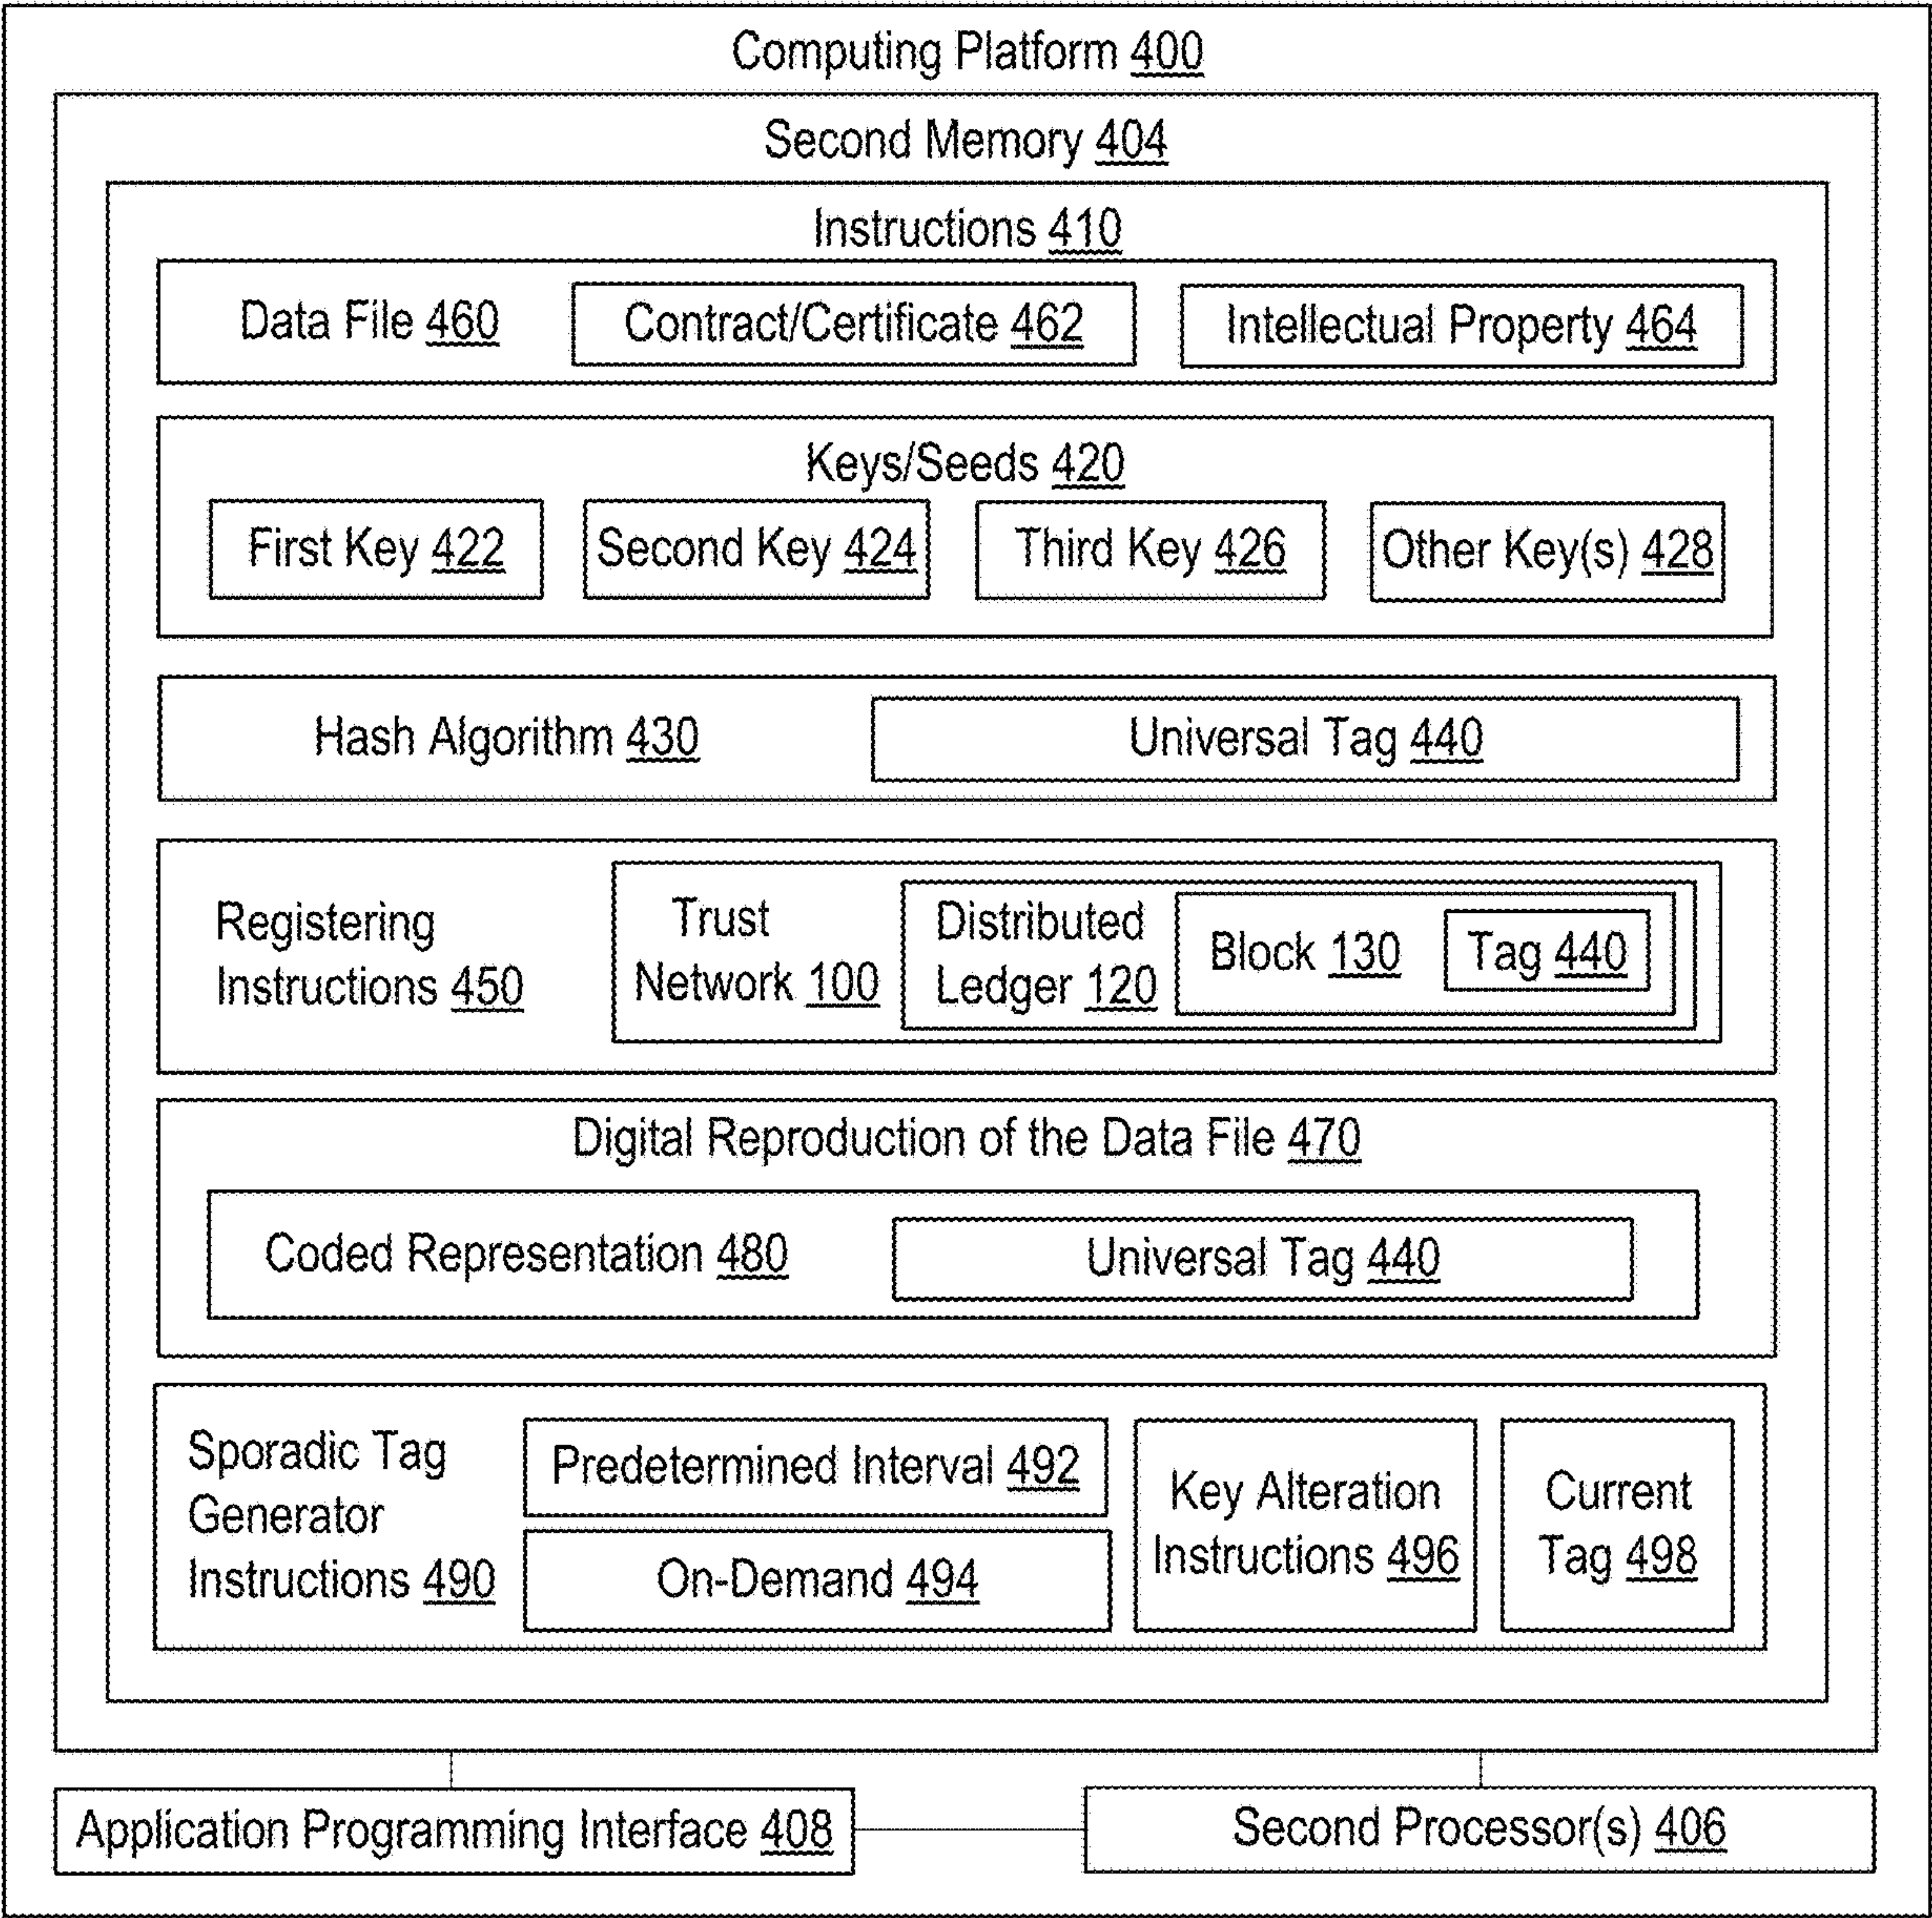 Computing Platform 400
Second Memory 404
Instructions 410
Data File 460
Contract/Certificate 462
Intellectual Property 464
Keys/Seeds 420
First Key 422
Second Key 424
Third Key 426
Other Key(s) 428
Hash Algorithm 430
Universal Tag 440
Registering
Instructions 450
Trust
Network 100
Distributed
Ledger 120
Block 130
Tag 440
Digital Reproduction of the Data File 470
Coded Representation 480
Universal Tag 440
Sporadic Tag
Generator
Instructions 490
Predetermined Interval 492
On-Demand 494
Key Alteration
Instructions 496
Current
Tag 498
Application Programming Interface 408
Second Processor(s) 406